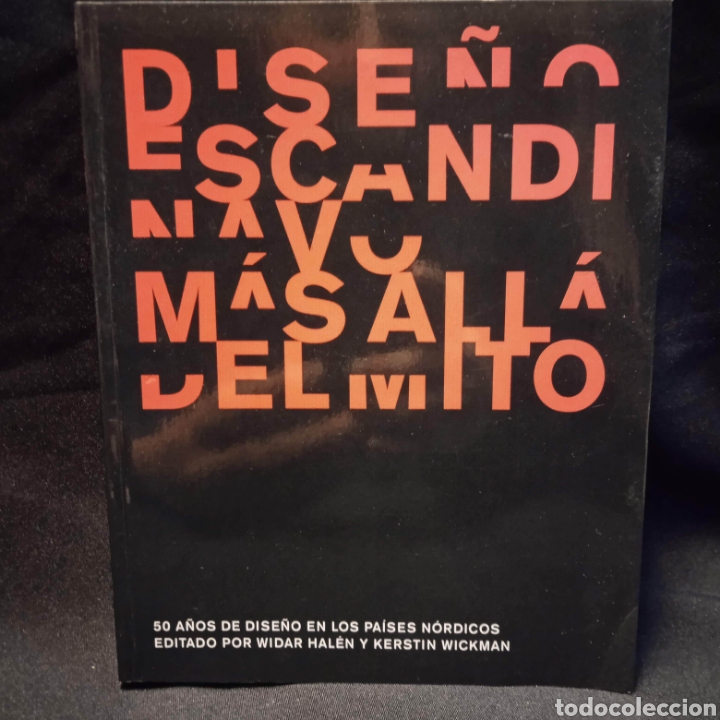 DISEÑO
ESCANDI
NAVO
MÁS ALLÁ
DEL MITO
50 AÑOS DE DISEÑO EN LOS PAÍSES NÓRDICOS
EDITADO POR WIDAR HALÉN Y KERSTIN WICKMAN
todocoleccion